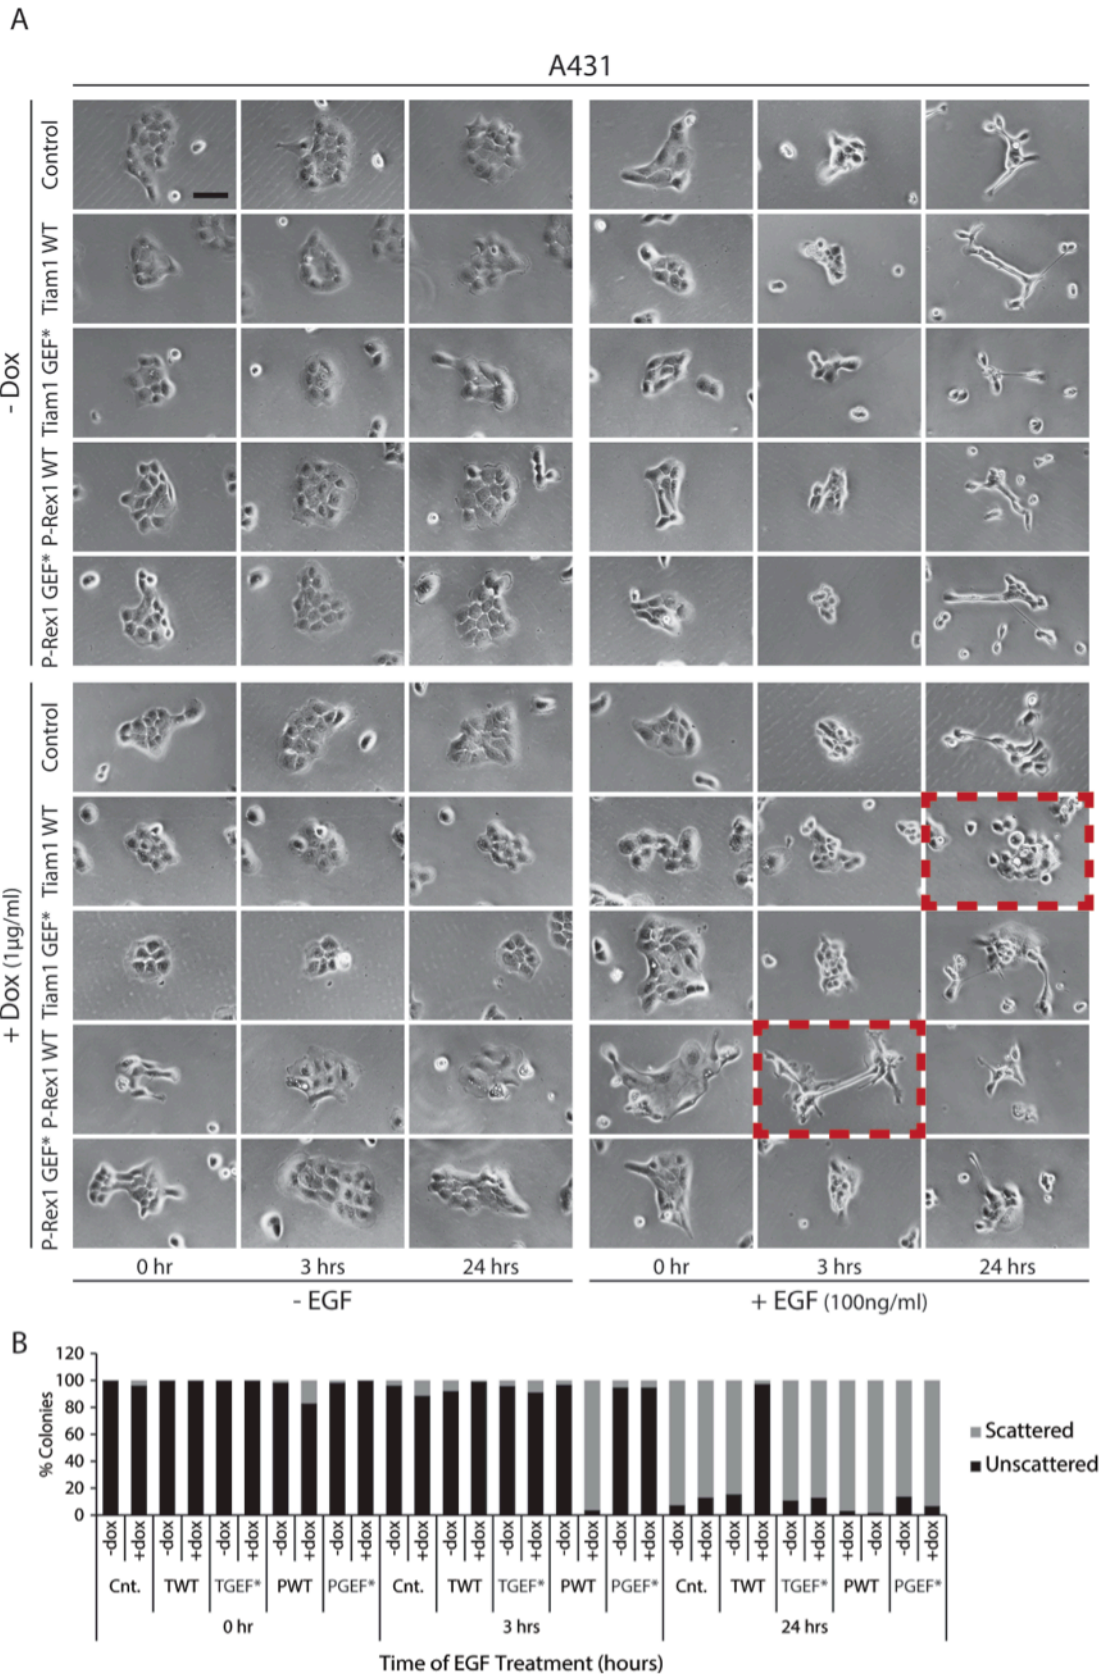 A
A431
- Dox
Control
Tiam1 WT
Tiam1 GEF*
P-Rex1 WT
P-Rex1 GEF*
+ Dox (1µg/ml)
Control
Tiam1 WT
Tiam1 GEF*
P-Rex1 WT
P-Rex1 GEF*
0 hr 3 hrs 24 hrs 0 hr 3 hrs 24 hrs
- EGF + EGF (100ng/ml)
B
% Colonies
120
100
80
60
40
20
0
Scattered
Unscattered
-dox +dox -dox +dox -dox +dox -dox +dox -dox +dox -dox +dox -dox +dox -dox +dox -dox +dox -dox +dox -dox +dox -dox +dox -dox +dox -dox +dox -dox +dox
Cnt. TWT TGEF* PWT PGEF* Cnt. TWT TGEF* PWT PGEF* Cnt. TWT TGEF* PWT PGEF*
0 hr 3 hrs 24 hrs
Time of EGF Treatment (hours)